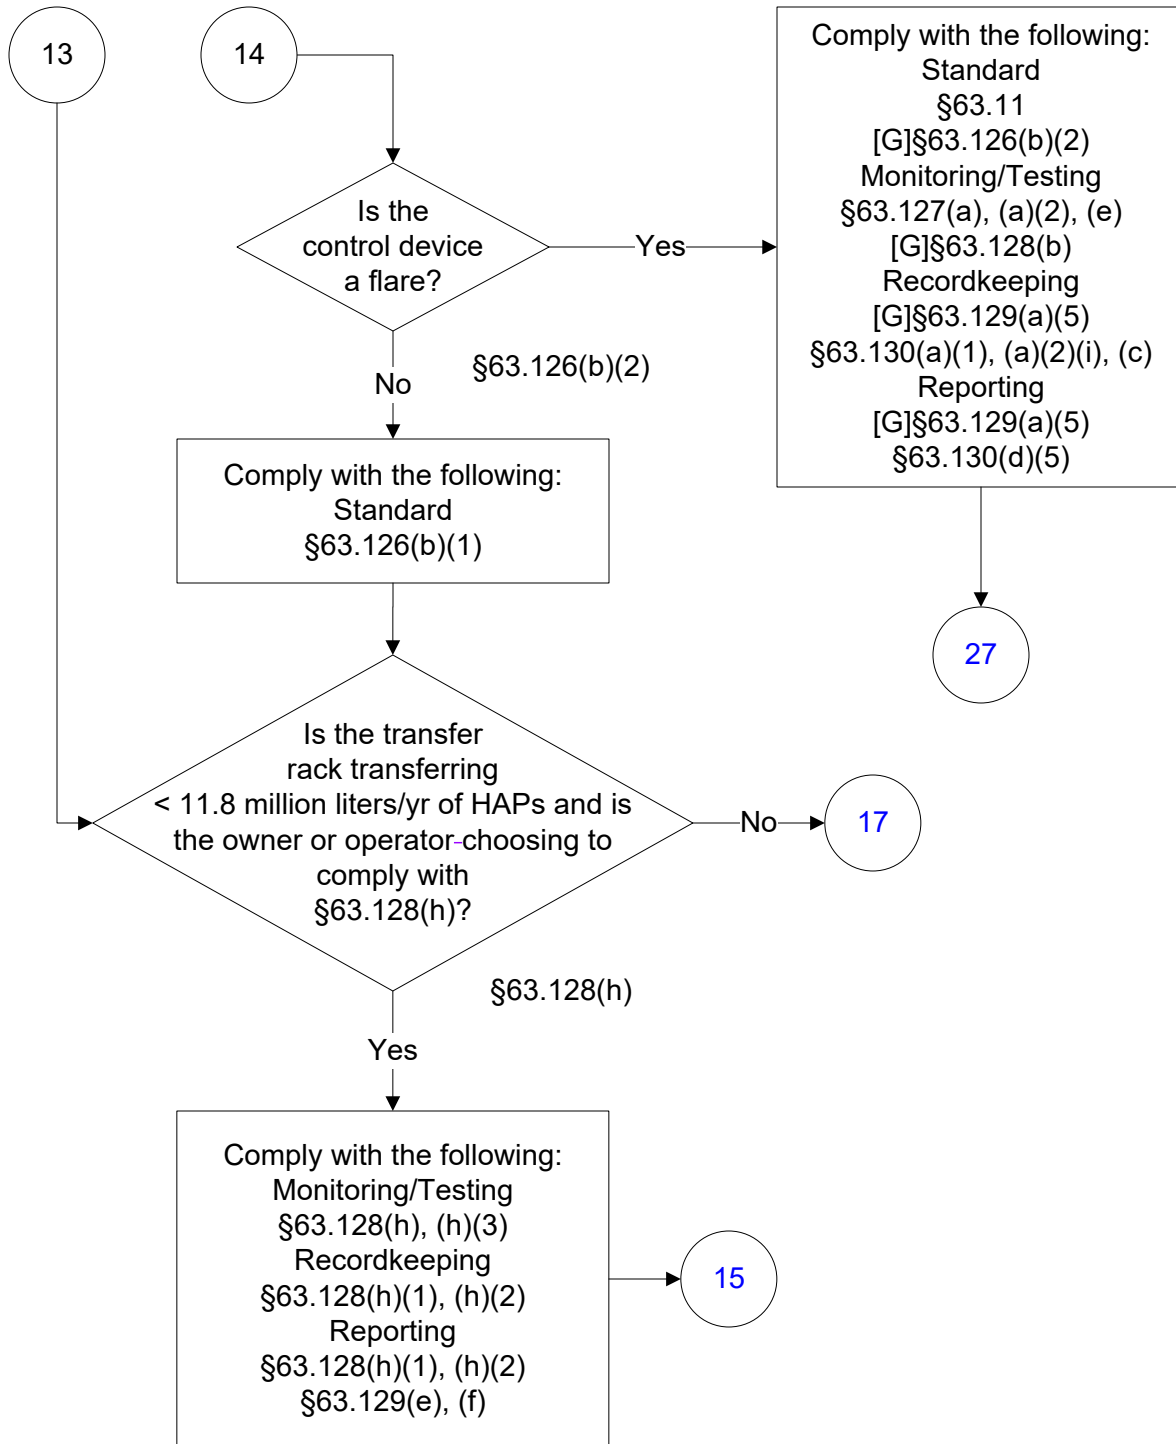 13
14
Is the
control device
a flare?
Yes
Comply with the following:
Standard
§63.11
[G]§63.126(b)(2)
Monitoring/Testing
§63.127(a), (a)(2), (e)
[G]§63.128(b)
Recordkeeping
[G]§63.129(a)(5)
§63.130(a)(1), (a)(2)(i), (c)
Reporting
[G]§63.129(a)(5)
§63.130(d)(5)
27
§63.126(b)(2)
No
Comply with the following:
Standard
§63.126(b)(1)
Is the transfer
rack transferring
< 11.8 million liters/yr of HAPs and is
the owner or operator choosing to
comply with
§63.128(h)?
No
17
§63.128(h)
Yes
Comply with the following:
Monitoring/Testing
§63.128(h), (h)(3)
Recordkeeping
§63.128(h)(1), (h)(2)
Reporting
§63.128(h)(1), (h)(2)
§63.129(e), (f)
15